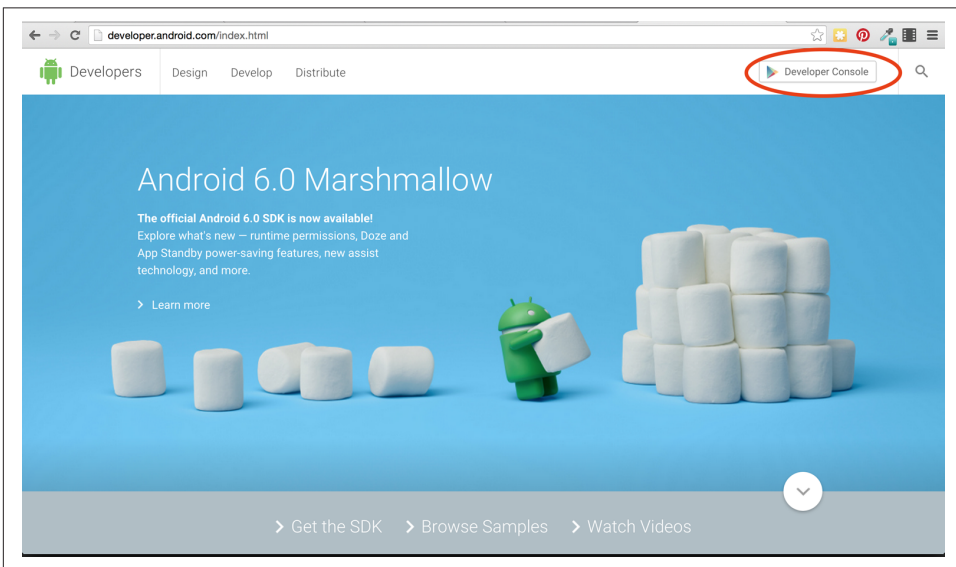 developer.android.com/index.html
Developers
Design
Develop
Distribute
Developer Console
Android 6.0 Marshmallow
The official Android 6.0 SDK is now available!
Explore what's new — runtime permissions, Doze and
App Standby power-saving features, new assist
technology, and more.
Learn more
Get the SDK
Browse Samples
Watch Videos